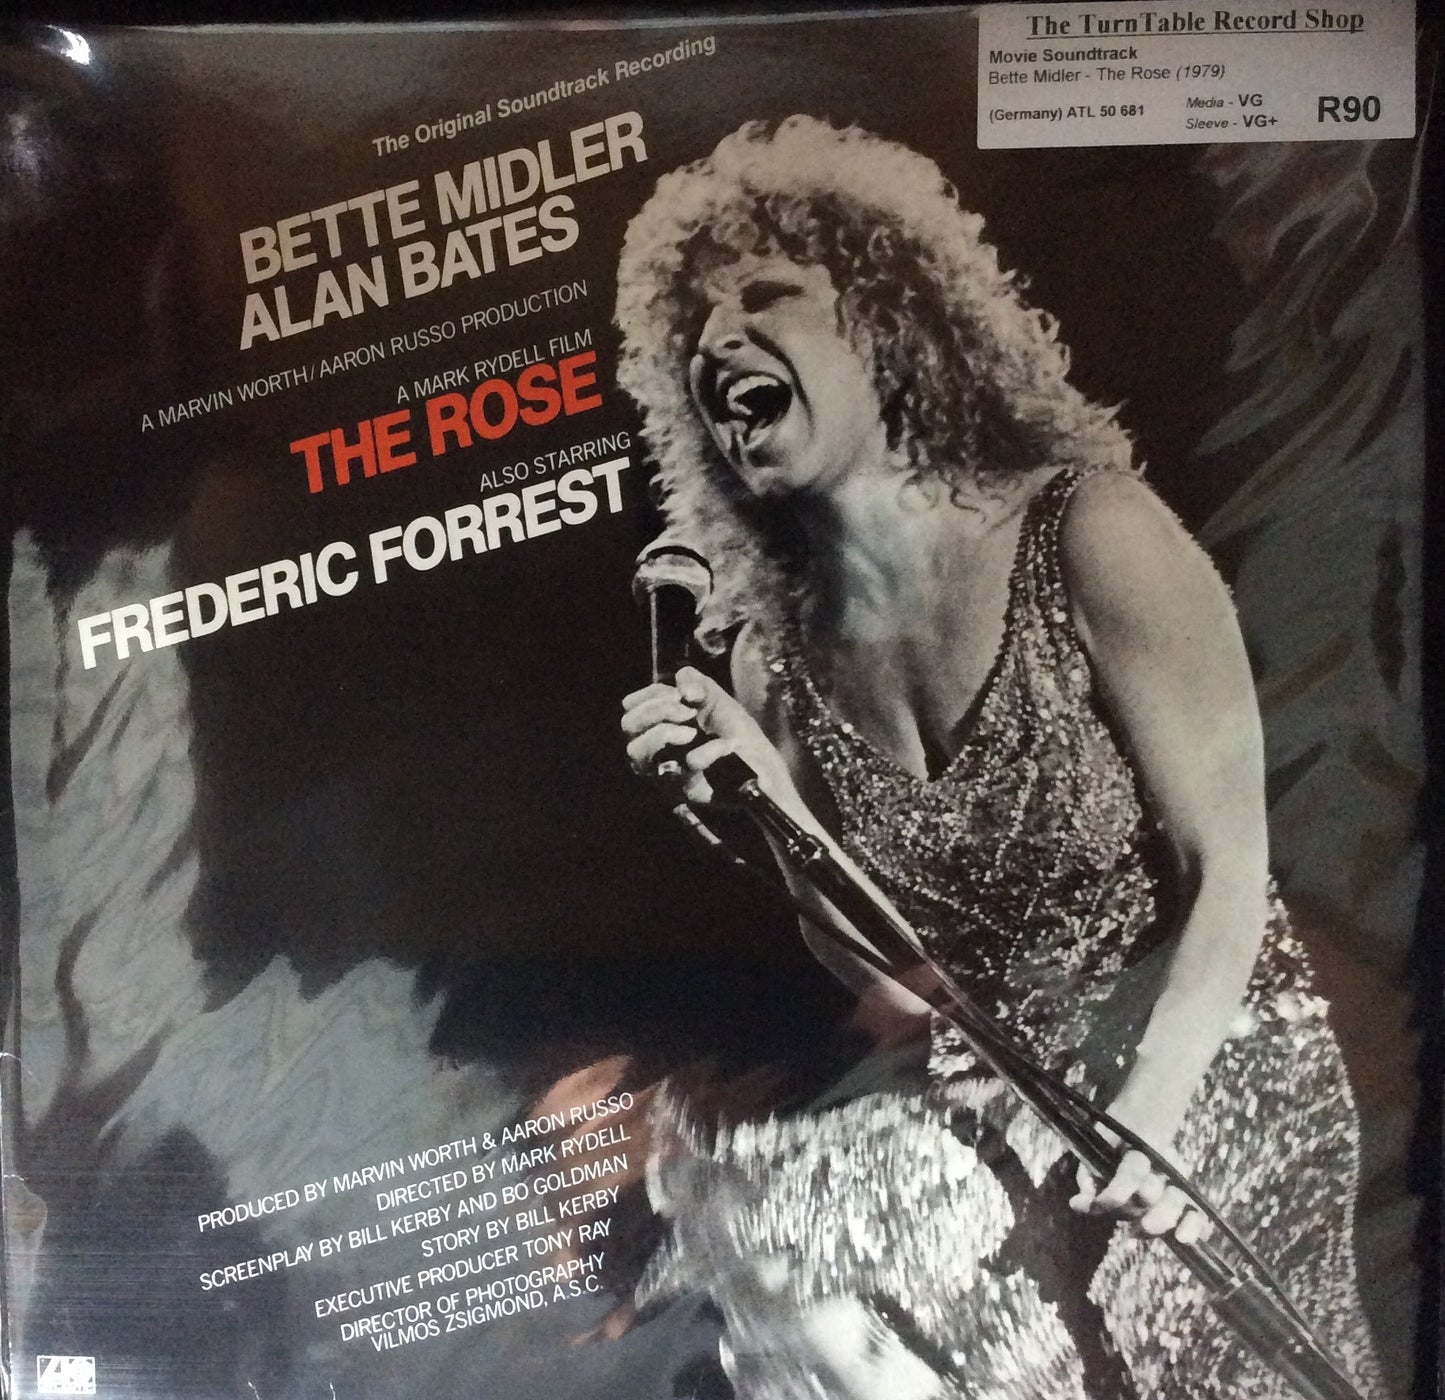 The TurnTable Record Shop
Movie Soundtrack
Bette Midler - The Rose (1979)
(Germany) ATL 50 681
Media - VG
Sleeve - VG+
R90
The Original Soundtrack Recording
BETTE MIDLER
ALAN BATES
A MARVIN WORTH/AARON RUSSO PRODUCTION
A MARK RYDELL FILM
THE ROSE
ALSO STARRING
FREDERIC FORREST
PRODUCED BY MARVIN WORTH & AARON RUSSO
DIRECTED BY MARK RYDELL
SCREENPLAY BY BILL KERBY AND BO GOLDMAN
STORY BY BILL KERBY
EXECUTIVE PRODUCER TONY RAY
DIRECTOR OF PHOTOGRAPHY
VILMOS ZSIGMOND, A.S.C.
ATLANTIC